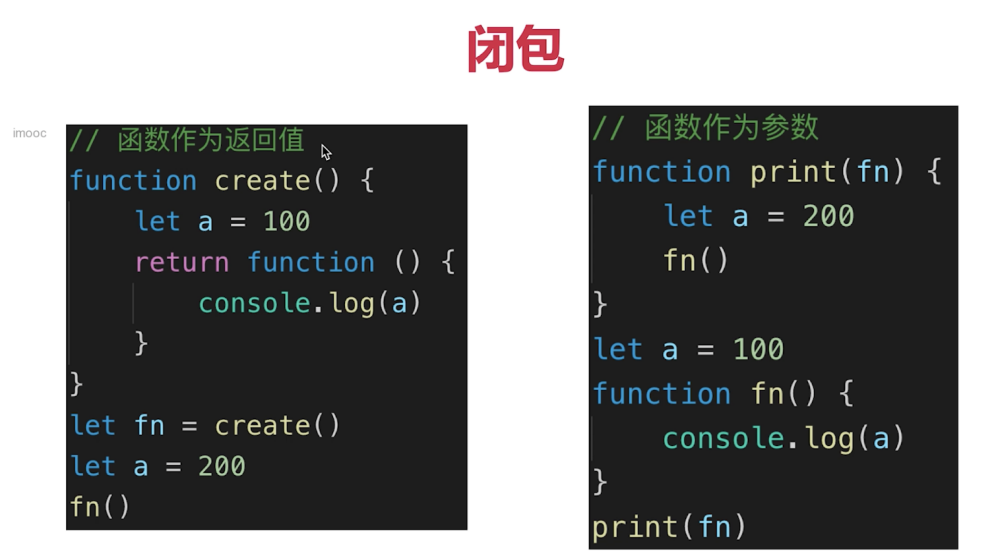 闭包
imooc
// 函数作为返回值
function create() {
    let a = 100
    return function () {
        console.log(a)
    }
}
let fn = create()
let a = 200
fn()
// 函数作为参数
function print(fn) {
    let a = 200
    fn()
}
let a = 100
function fn() {
    console.log(a)
}
print(fn)